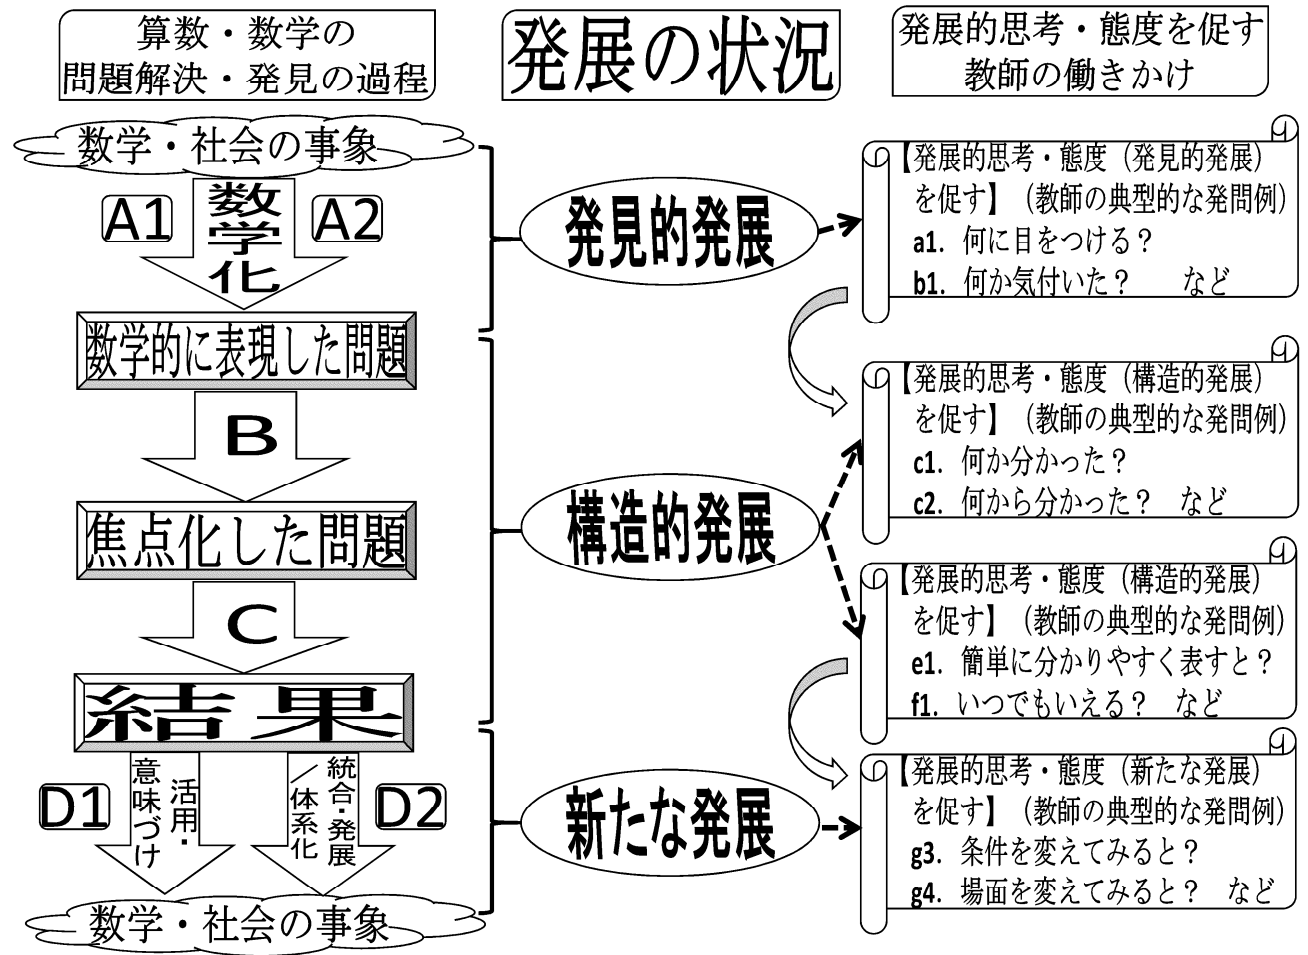 算数・数学の
問題解決・発見の過程
数学・社会の事象
A1
数学化
A2
数学的に表現した問題
B
焦点化した問題
C
結果
D1
活用・
意味づけ
統合・発展
／体系化
D2
数学・社会の事象
発展の状況
発見的発展
構造的発展
新たな発展
発展的思考・態度を促す
教師の働きかけ
【発展的思考・態度（発見的発展）
を促す】（教師の典型的な発問例）
a1. 何に目をつける？
b1. 何か気付いた？　など
【発展的思考・態度（構造的発展）
を促す】（教師の典型的な発問例）
c1. 何か分かった？
c2. 何から分かった？　など
【発展的思考・態度（構造的発展）
を促す】（教師の典型的な発問例）
e1. 簡単に分かりやすく表すと？
f1. いつでもいえる？　など
【発展的思考・態度（新たな発展）
を促す】（教師の典型的な発問例）
g3. 条件を変えてみると？
g4. 場面を変えてみると？　など